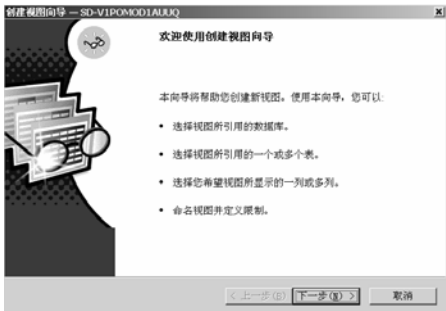 创建视图向导 — SD-V1POMOD1AUUQ
欢迎使用创建视图向导
本向导将帮助您创建新视图。使用本向导，您可以:
• 选择视图所引用的数据库。
• 选择视图所引用的一个或多个表。
• 选择您希望视图所显示的一列或多列。
• 命名视图并定义限制。
< 上一步(B) 下一步(N) > 取消